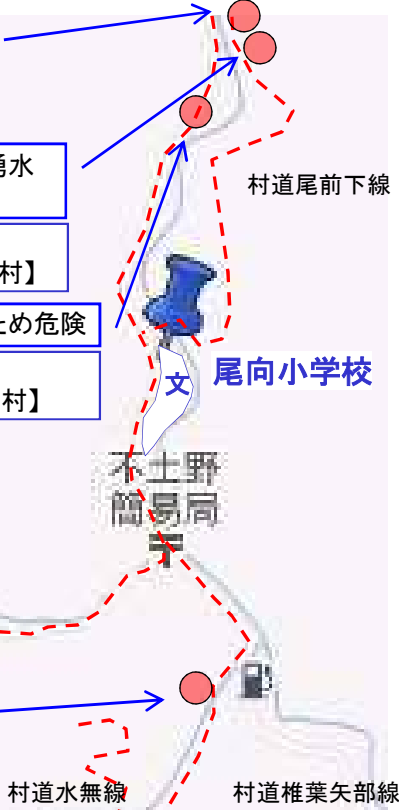 湧水
村道尾前下線
村】
ため危険
尾向小学校
村】
文
不土野
簡易局
村道水無線
村道椎葉矢部線